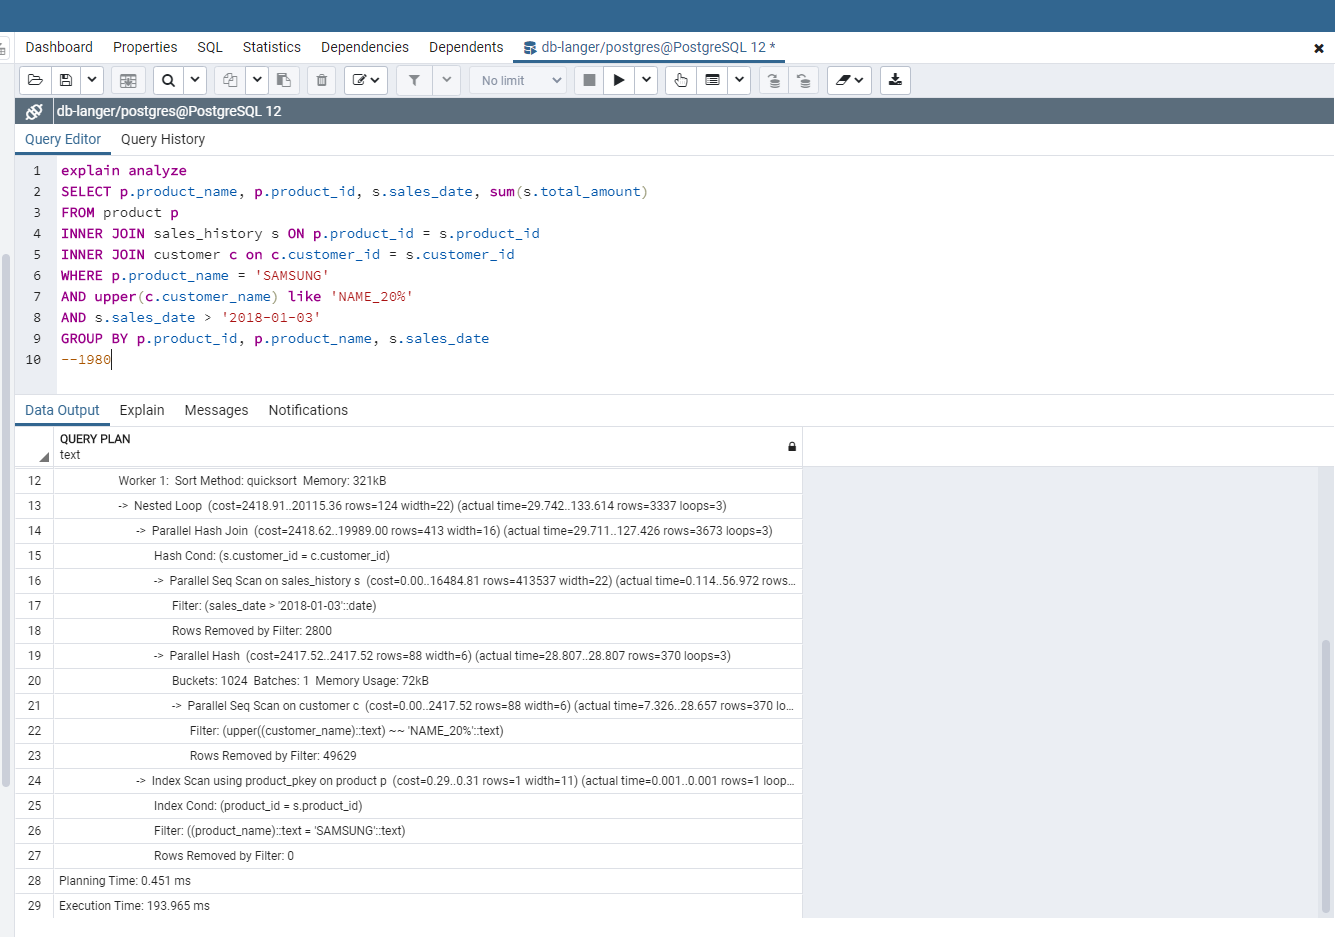 Dashboard Properties SQL Statistics Dependencies Dependents db-langer/postgres@PostgreSQL 12 *
No limit
db-langer/postgres@PostgreSQL 12
Query Editor Query History
1 explain analyze
2 SELECT p.product_name, p.product_id, s.sales_date, sum(s.total_amount)
3 FROM product p
4 INNER JOIN sales_history s ON p.product_id = s.product_id
5 INNER JOIN customer c on c.customer_id = s.customer_id
6 WHERE p.product_name = 'SAMSUNG'
7 AND upper(c.customer_name) like 'NAME_20%'
8 AND s.sales_date > '2018-01-03'
9 GROUP BY p.product_id, p.product_name, s.sales_date
10 --1980
Data Output Explain Messages Notifications
QUERY PLAN
text
12 Worker 1: Sort Method: quicksort Memory: 321kB
13 -> Nested Loop (cost=2418.91..20115.36 rows=124 width=22) (actual time=29.742..133.614 rows=3337 loops=3)
14 -> Parallel Hash Join (cost=2418.62..19989.00 rows=413 width=16) (actual time=29.711..127.426 rows=3673 loops=3)
15 Hash Cond: (s.customer_id = c.customer_id)
16 -> Parallel Seq Scan on sales_history s (cost=0.00..16484.81 rows=413537 width=22) (actual time=0.114..56.972 rows...
17 Filter: (sales_date > '2018-01-03'::date)
18 Rows Removed by Filter: 2800
19 -> Parallel Hash (cost=2417.52..2417.52 rows=88 width=6) (actual time=28.807..28.807 rows=370 loops=3)
20 Buckets: 1024 Batches: 1 Memory Usage: 72kB
21 -> Parallel Seq Scan on customer c (cost=0.00..2417.52 rows=88 width=6) (actual time=7.326..28.657 rows=370 lo...
22 Filter: (upper((customer_name)::text) ~~ 'NAME_20%'::text)
23 Rows Removed by Filter: 49629
24 -> Index Scan using product_pkey on product p (cost=0.29..0.31 rows=1 width=11) (actual time=0.001..0.001 rows=1 loop...
25 Index Cond: (product_id = s.product_id)
26 Filter: ((product_name)::text = 'SAMSUNG'::text)
27 Rows Removed by Filter: 0
28 Planning Time: 0.451 ms
29 Execution Time: 193.965 ms